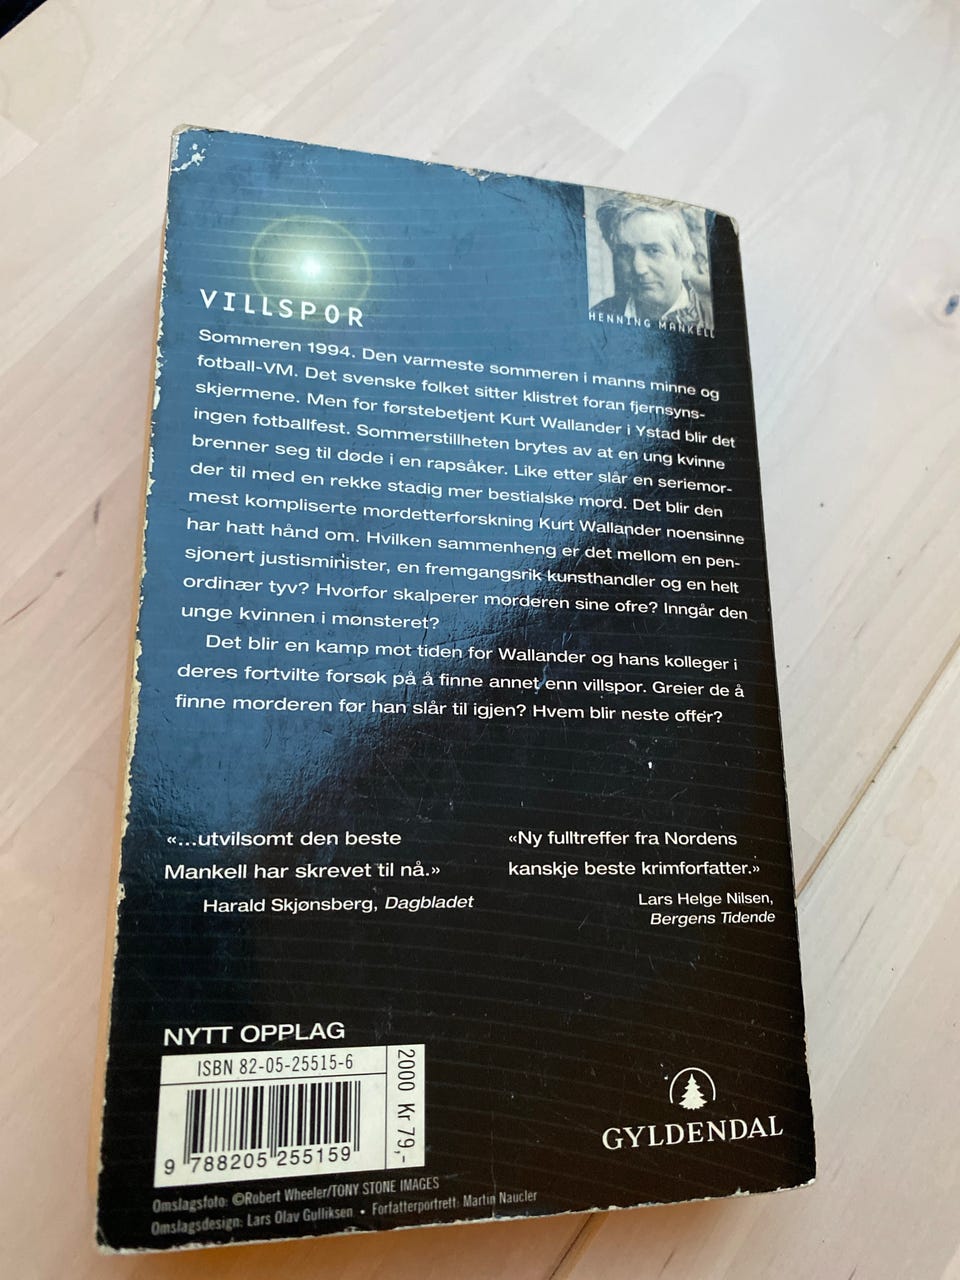 VILLSPOR
HENNING MANKELL
Sommeren 1994. Den varmeste sommeren i manns minne og
fotball-VM. Det svenske folket sitter klistret foran fjernsyns-
skjermene. Men for førstebetjent Kurt Wallander i Ystad blir det
ingen fotballfest. Sommerstillheten brytes av at en ung kvinne
brenner seg til døde i en rapsåker. Like etter slår en seriemor-
der til med en rekke stadig mer bestialske mord. Det blir den
mest kompliserte mordetterforskning Kurt Wallander noensinne
har hatt hånd om. Hvilken sammenheng er det mellom en pen-
sjonert justisminister, en fremgangsrik kunsthandler og en helt
ordinær tyv? Hvorfor skalperer morderen sine ofre? Inngår den
unge kvinnen i mønsteret?
Det blir en kamp mot tiden for Wallander og hans kolleger i
deres fortvilte forsøk på å finne annet enn villspor. Greier de å
finne morderen før han slår til igjen? Hvem blir neste offer?
«...utvilsomt den beste
Mankell har skrevet til nå.»
Harald Skjønsberg, Dagbladet
«Ny fulltreffer fra Nordens
kanskje beste krimforfatter.»
Lars Helge Nilsen,
Bergens Tidende
NYTT OPPLAG
ISBN 82-05-25515-6
2000 Kr 79,-
9 788205 255159
GYLDENDAL
Omslagsfoto: ©Robert Wheeler/TONY STONE IMAGES
Omslagsdesign: Lars Olav Gulliksen • Forfatterportrett: Martin Naucler